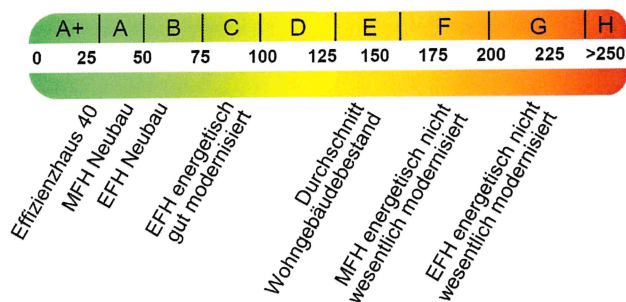 A+ A B C D E F G H
0 25 50 75 100 125 150 175 200 225 >250
Effizienzhaus 40
MFH Neubau
EFH Neubau
EFH energetisch
gut modernisiert
Durchschnitt
Wohngebäudebestand
MFH energetisch nicht
wesentlich modernisiert
EFH energetisch nicht
wesentlich modernisiert